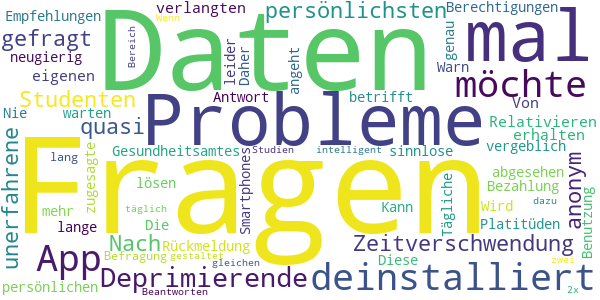 Empfehlungen verlangten persönlichsten Berechtigungen
gefragt Daten mal
neugierig leider Daher angeht genau Warn Bereich Wenn
eigenen möchte
Studenten Antwort betrifft Von
Nie warten quasi Probleme Relativieren
erhalten
unerfahrene lang Gesundheitsamtes Studien intelligent sinnlose vergeblich
zugesagte Fragen anonym
lösen Smartphones abgesehen
mehr täglich Kann Tägliche Wird Bezahlung dazu
lange Die Platitüden Benutzung
Nach Rückmeldung Zeitverschwendung
App Befragung gestaltet Diese zwei
persönlichen Deprimierende gleichen deinstalliert
Beantworten 2x